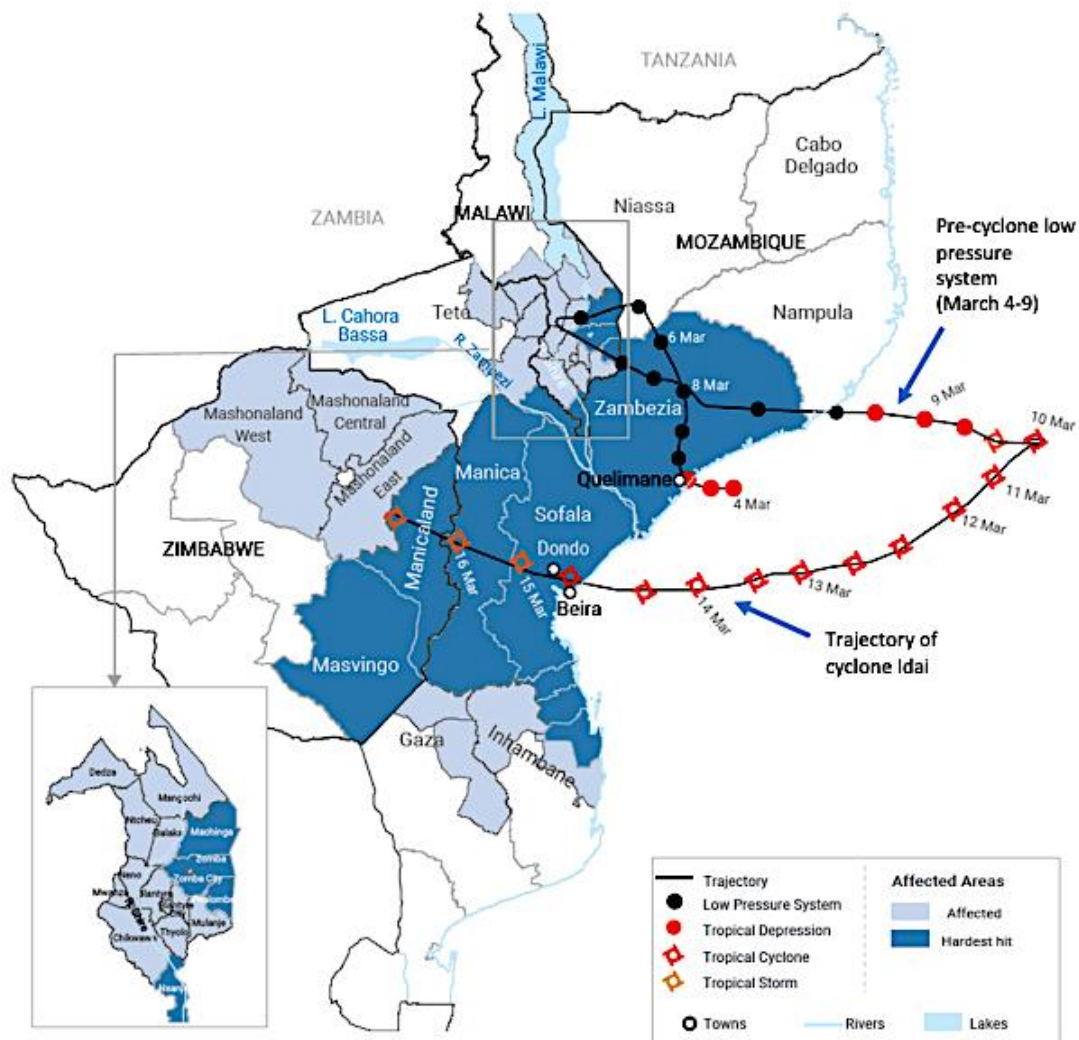 TANZANIA
L. Malawi
Cabo
Delgado
ZAMBIA
MALAWI
Niassa
MOZAMBIQUE
Pre-cyclone low
pressure
system
(March 4-9)
Tete
Nampula
L. Cahora
Bassa
R. Zambezi
6 Mar
8 Mar
9 Mar
10 Mar
Mashonaland
Central
Mashonaland
West
Zambezia
Mashonaland
East
Manica
Quelimane
4 Mar
11 Mar
12 Mar
Sofala
Manicaland
ZIMBABWE
Dondo
16 Mar
15 Mar
13 Mar
14 Mar
Beira
Trajectory of
cyclone Idai
Masvingo
Gaza
Inhambane
Dedza
Mangochi
Ntcheu
Balaka
Machinga
Zomba
Neno
Zomba City
Mwanza
Blantyre
Mulanje
Thyolo
Chikwawa
Trajectory
Low Pressure System
Tropical Depression
Tropical Cyclone
Tropical Storm
Affected Areas
Affected
Hardest hit
Towns
Rivers
Lakes